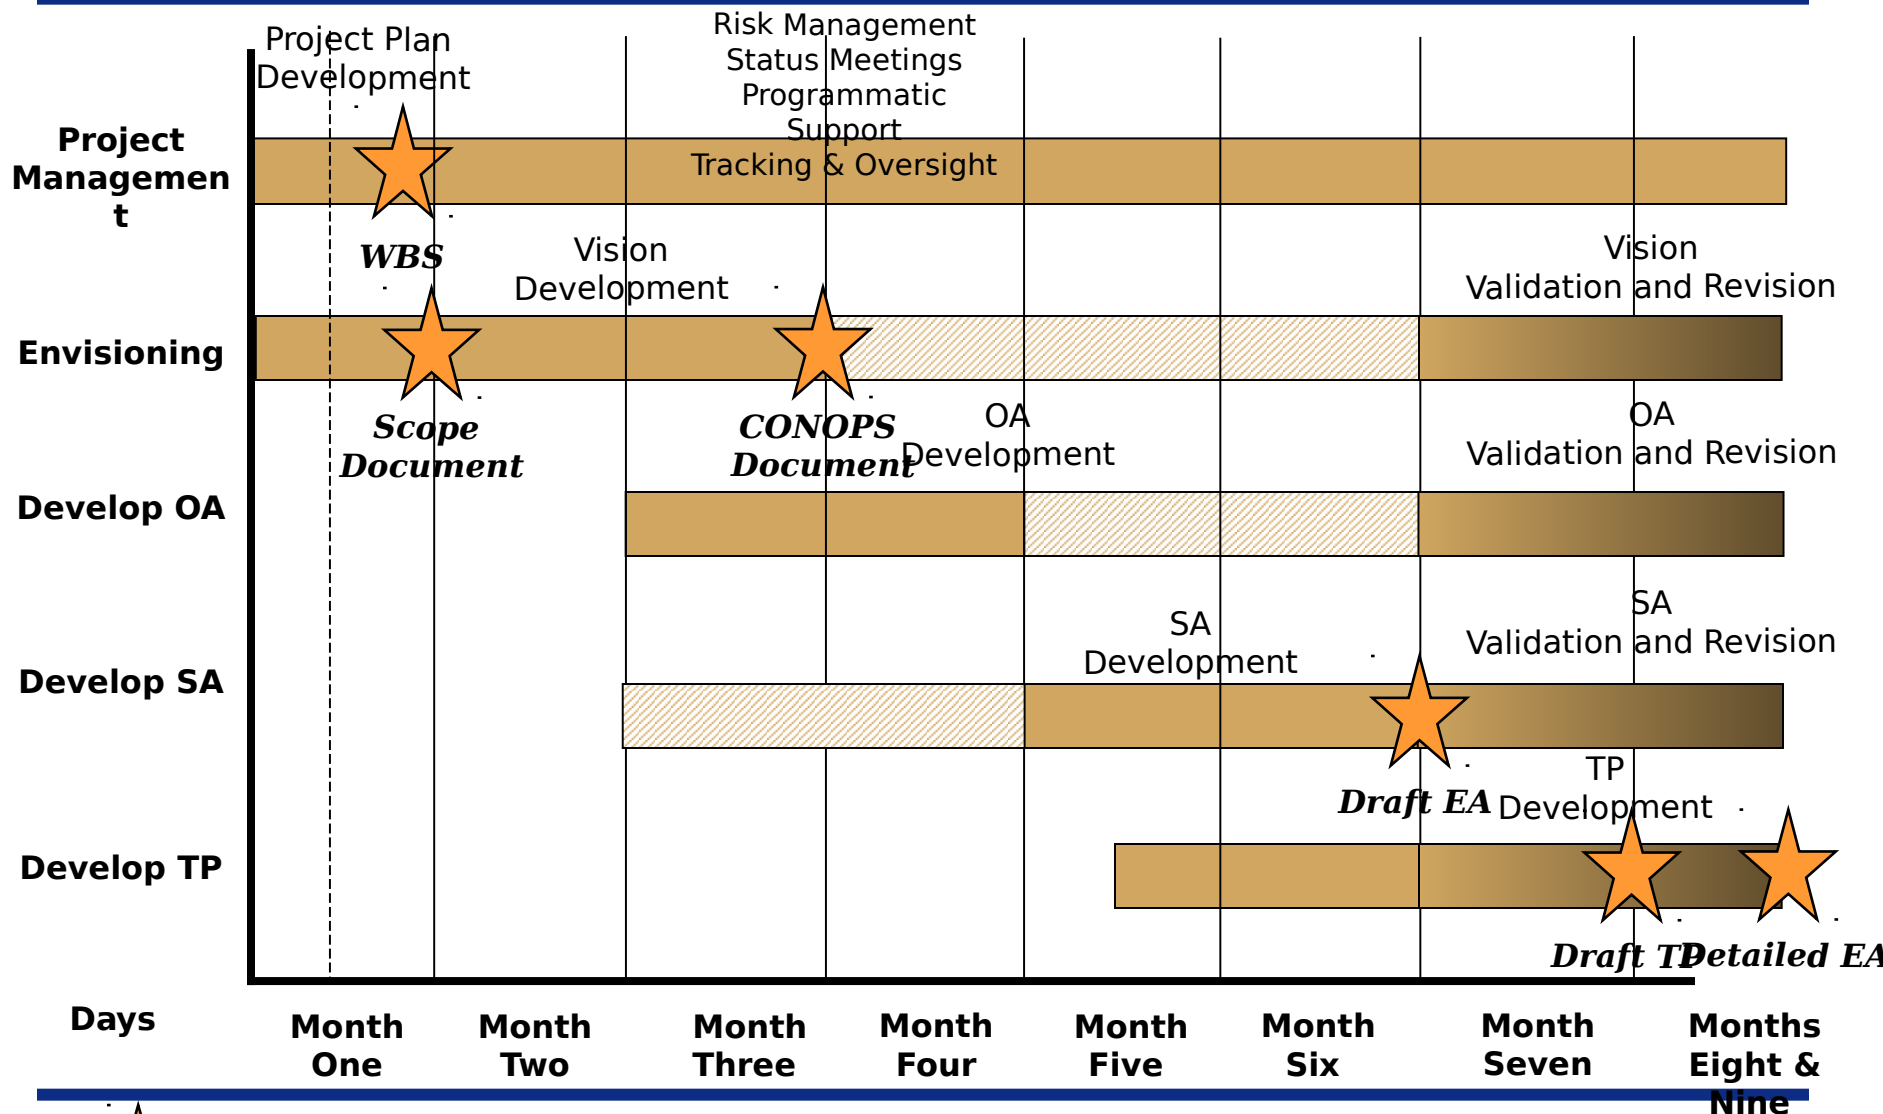 Project Plan
Development
Risk Management
Status Meetings
Programmatic
Support
Tracking & Oversight
Project
Managemen
t
WBS
Vision
Development
Vision
Validation and Revision
Envisioning
Scope
Document
CONOPS
Document
OA
Development
OA
Validation and Revision
Develop OA
SA
Development
SA
Validation and Revision
Develop SA
Draft EA
TP
Development
Develop TP
Draft TP
Detailed EA
Days
Month
One
Month
Two
Month
Three
Month
Four
Month
Five
Month
Six
Month
Seven
Months
Eight &
Nine